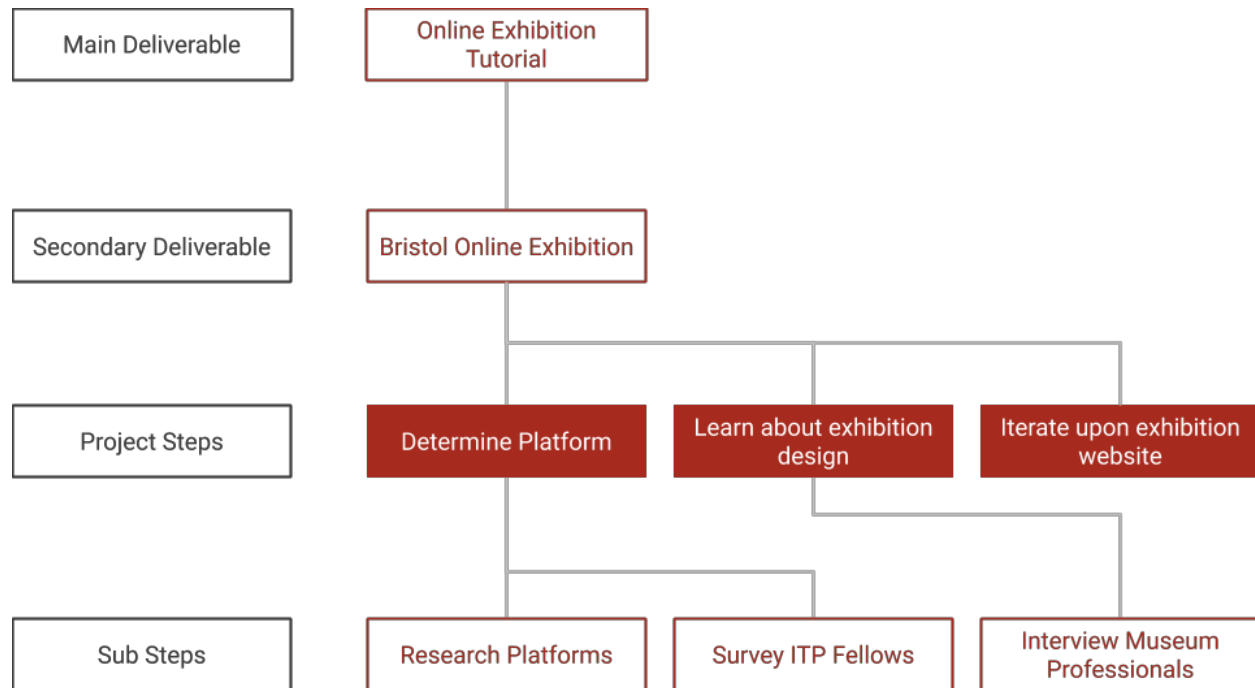 Main Deliverable
Online Exhibition
Tutorial
Secondary Deliverable
Bristol Online Exhibition
Project Steps
Determine Platform
Learn about exhibition
design
Iterate upon exhibition
website
Sub Steps
Research Platforms
Survey ITP Fellows
Interview Museum
Professionals